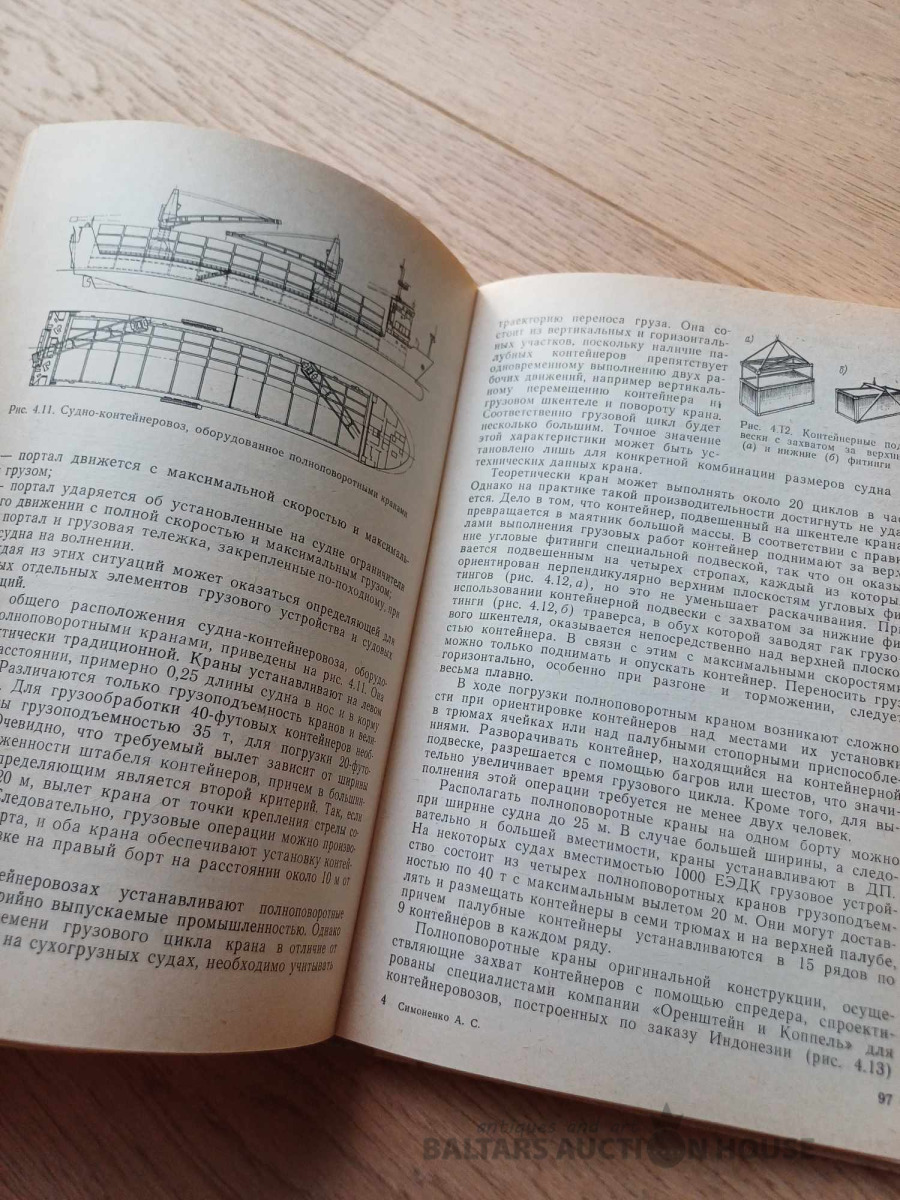 Рис. 4.11. Судно-контейнеровоз, оборудованное полноповоротными кранами
— портал движется с максимальной скоростью и максималь-
грузом;
портал ударяется об установленные на судне ограничители
движении с полной скоростью и максимальным грузом;
портал и грузовая тележка, закрепленные по-походному, при
судна на волнении.
из этих ситуаций может оказаться определяющей для
отдельных элементов грузового устройства и судовых
общего расположения судна-контейнеровоза, оборудо-
полноповоротными кранами, приведены на рис. 4.11. Она
традиционной. Краны устанавливают на левом
расстоянии, примерно 0,25 длины судна в нос и в корму
Различаются только грузоподъемность кранов и вели-
Для грузообработки 40-футовых контейнеров необ-
грузоподъемностью 35 т, для погрузки 20-футо-
Очевидно, что требуемый вылет зависит от ширины
штабеля контейнеров, причем в большин-
определяющим является второй критерий. Так, если
20 м, вылет крана от точки крепления стрелы со-
Следовательно, грузовые операции можно произво-
и оба крана обеспечивают установку контей-
на правый борт на расстоянии около 10 м от
устанавливают полноповоротные
выпускаемые промышленностью. Однако
грузового цикла крана в отличие от
на сухогрузных судах, необходимо учитывать
траекторию переноса груза. Она со-
стоит из вертикальных и горизонталь-
ных участков, поскольку наличие па-
лубных контейнеров препятствует
одновременному выполнению двух ра-
бочих движений, например вертикаль-
ному перемещению контейнера на
грузовом шкентеле и повороту крана.
Соответственно грузовой цикл будет
несколько большим. Точное значение
этой характеристики может быть ус-
тановлено лишь для конкретной комбинации размеров судна
технических данных крана.
а)
б)
Рис. 4.12. Контейнерные под-
вески с захватом за верхние
(а) и нижние (б) фитинги
Теоретически кран может выполнять около 20 циклов в час
Однако на практике такой производительности достигнуть не уда-
ется. Дело в том, что контейнер, подвешенный на шкентеле крана,
превращается в маятник большой массы. В соответствии с прави-
лами выполнения грузовых работ контейнер поднимают за верх-
ние угловые фитинги специальной подвеской, так что он оказы-
вается подвешенным на четырех стропах, каждый из которых
ориентирован перпендикулярно верхним плоскостям угловых фи-
тингов (рис. 4.12, а), но это не уменьшает раскачивания. При
использовании контейнерной подвески с захватом за нижние фи-
тинги (рис. 4.12, б) траверса, в обух которой заводят гак грузо-
вого шкентеля, оказывается непосредственно над верхней плоско-
стью контейнера. В связи с этим с максимальными скоростями
можно только поднимать и опускать контейнер. Переносить груз
горизонтально, особенно при разгоне и торможении, следует
весьма плавно.
В ходе погрузки полноповоротным краном возникают сложно-
сти и при ориентировке контейнеров над местами их установки
в трюмах ячейках или над палубными стопорными приспособле-
ниями. Разворачивать контейнер, находящийся на контейнерной
подвеске, разрешается с помощью багров или шестов, что значи-
тельно увеличивает время грузового цикла. Кроме того, для вы-
полнения этой операции требуется не менее двух человек.
Располагать полноповоротные краны на одном борту можно
при ширине судна до 25 м. В случае большей ширины, а следо-
вательно и большей вместимости, краны устанавливают в ДП.
На некоторых судах вместимостью 1000 ЕЭДК грузовое устрой-
ство состоит из четырех полноповоротных кранов грузоподъем-
ностью по 40 т с максимальным вылетом 20 м. Они могут достав-
лять и размещать контейнеры в семи трюмах и на верхней палубе,
причем палубные контейнеры устанавливаются в 15 рядов по
9 контейнеров в каждом ряду.
Полноповоротные краны оригинальной конструкции, осуще-
ствляющие захват контейнеров с помощью спредера, спроекти-
рованы специалистами компании «Оренштейн и Коппель» для
контейнеровозов, построенных по заказу Индонезии (рис. 4.13)
4 Симоненко А. С.
97
antiques and art
BALTARS AUCTION HOUSE